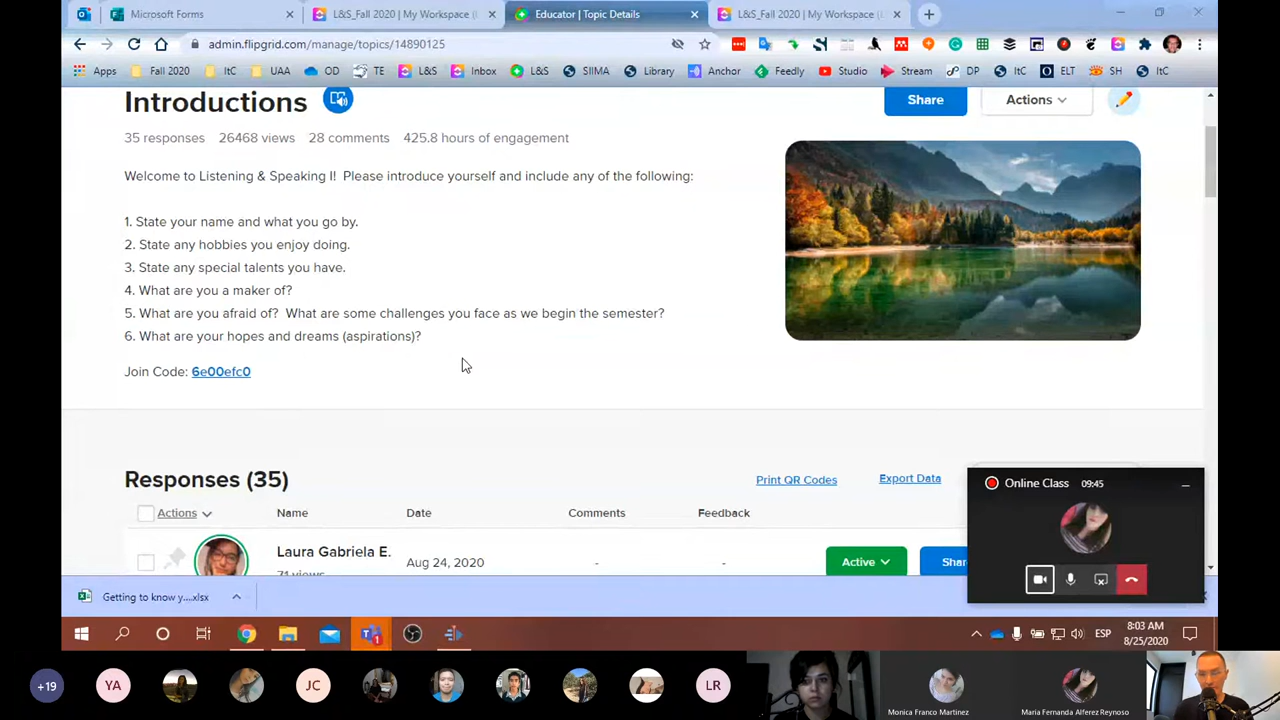 Microsoft Forms
L&S_Fall 2020 | My Workspace (
Educator | Topic Details
L&S_Fall 2020 | My Workspace (
admin.flipgrid.com/manage/topics/14890125
Apps
Fall 2020
ItC
UAA
OD
TE
L&S
Inbox
L&S
SIIMA
Library
Anchor
Feedly
Studio
Stream
DP
ItC
ELT
SH
ItC
Introductions
Share
Actions
35 responses 26468 views 28 comments 425.8 hours of engagement
Welcome to Listening & Speaking I! Please introduce yourself and include any of the following:
1. State your name and what you go by.
2. State any hobbies you enjoy doing.
3. State any special talents you have.
4. What are you a maker of?
5. What are you afraid of? What are some challenges you face as we begin the semester?
6. What are your hopes and dreams (aspirations)?
Join Code: 6e00efc0
Responses (35)
Print QR Codes
Export Data
Online Class 09:45
Actions
Name
Date
Comments
Feedback
Laura Gabriela E.
71 views
Aug 24, 2020
-
-
Active
Shar
Getting to know y....xlsx
1
ESP
8:03 AM
8/25/2020
+19
YA
JC
LR
Monica Franco Martinez
Maria Fernanda Alferez Reynoso